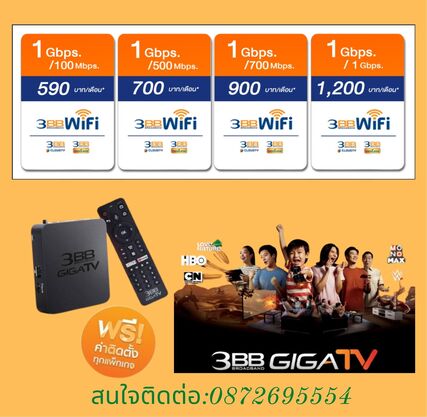 1 Gbps.
/100 Mbps.
590 บาท/เดือน*
3BB WiFi
1 Gbps.
/500 Mbps.
700 บาท/เดือน*
3BB WiFi
1 Gbps.
/700 Mbps.
900 บาท/เดือน*
3BB WiFi
1 Gbps.
/ 1 Gbps.
1,200 บาท/เดือน*
3BB WiFi
3BB
GIGATV
3BB
GIGATV
ฟรี!
ค่าติดตั้ง
ทุกแพ็กเกจ
HBO
CN
MONO
MAX
3BB GIGATV
BROADBAND
สนใจติดต่อ:0872695554